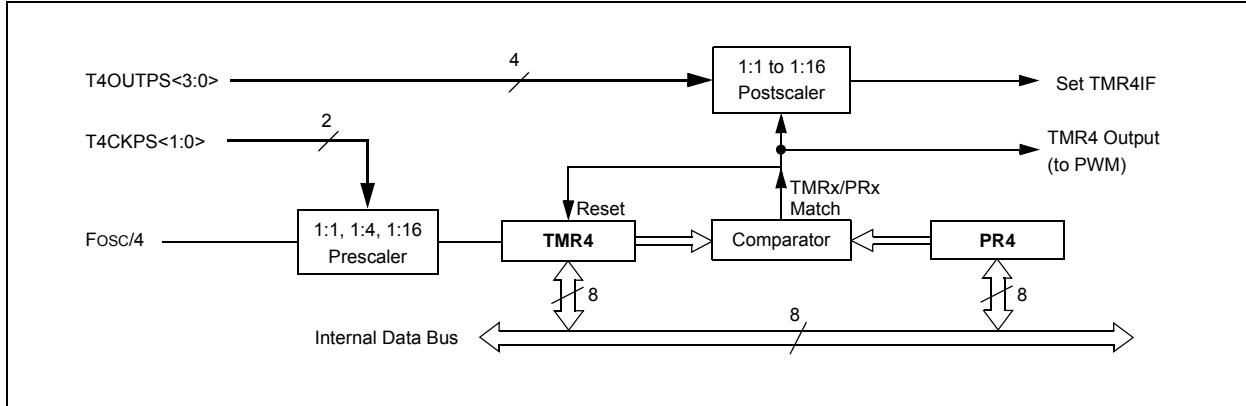 4
T4OUTPS<3:0>
1:1 to 1:16
Postscaler
Set TMR4IF
2
T4CKPS<1:0>
TMR4 Output
(to PWM)
TMRx/PRx
Match
Reset
1:1, 1:4, 1:16
Prescaler
FOSC/4
TMR4
Comparator
PR4
8
8
8
Internal Data Bus